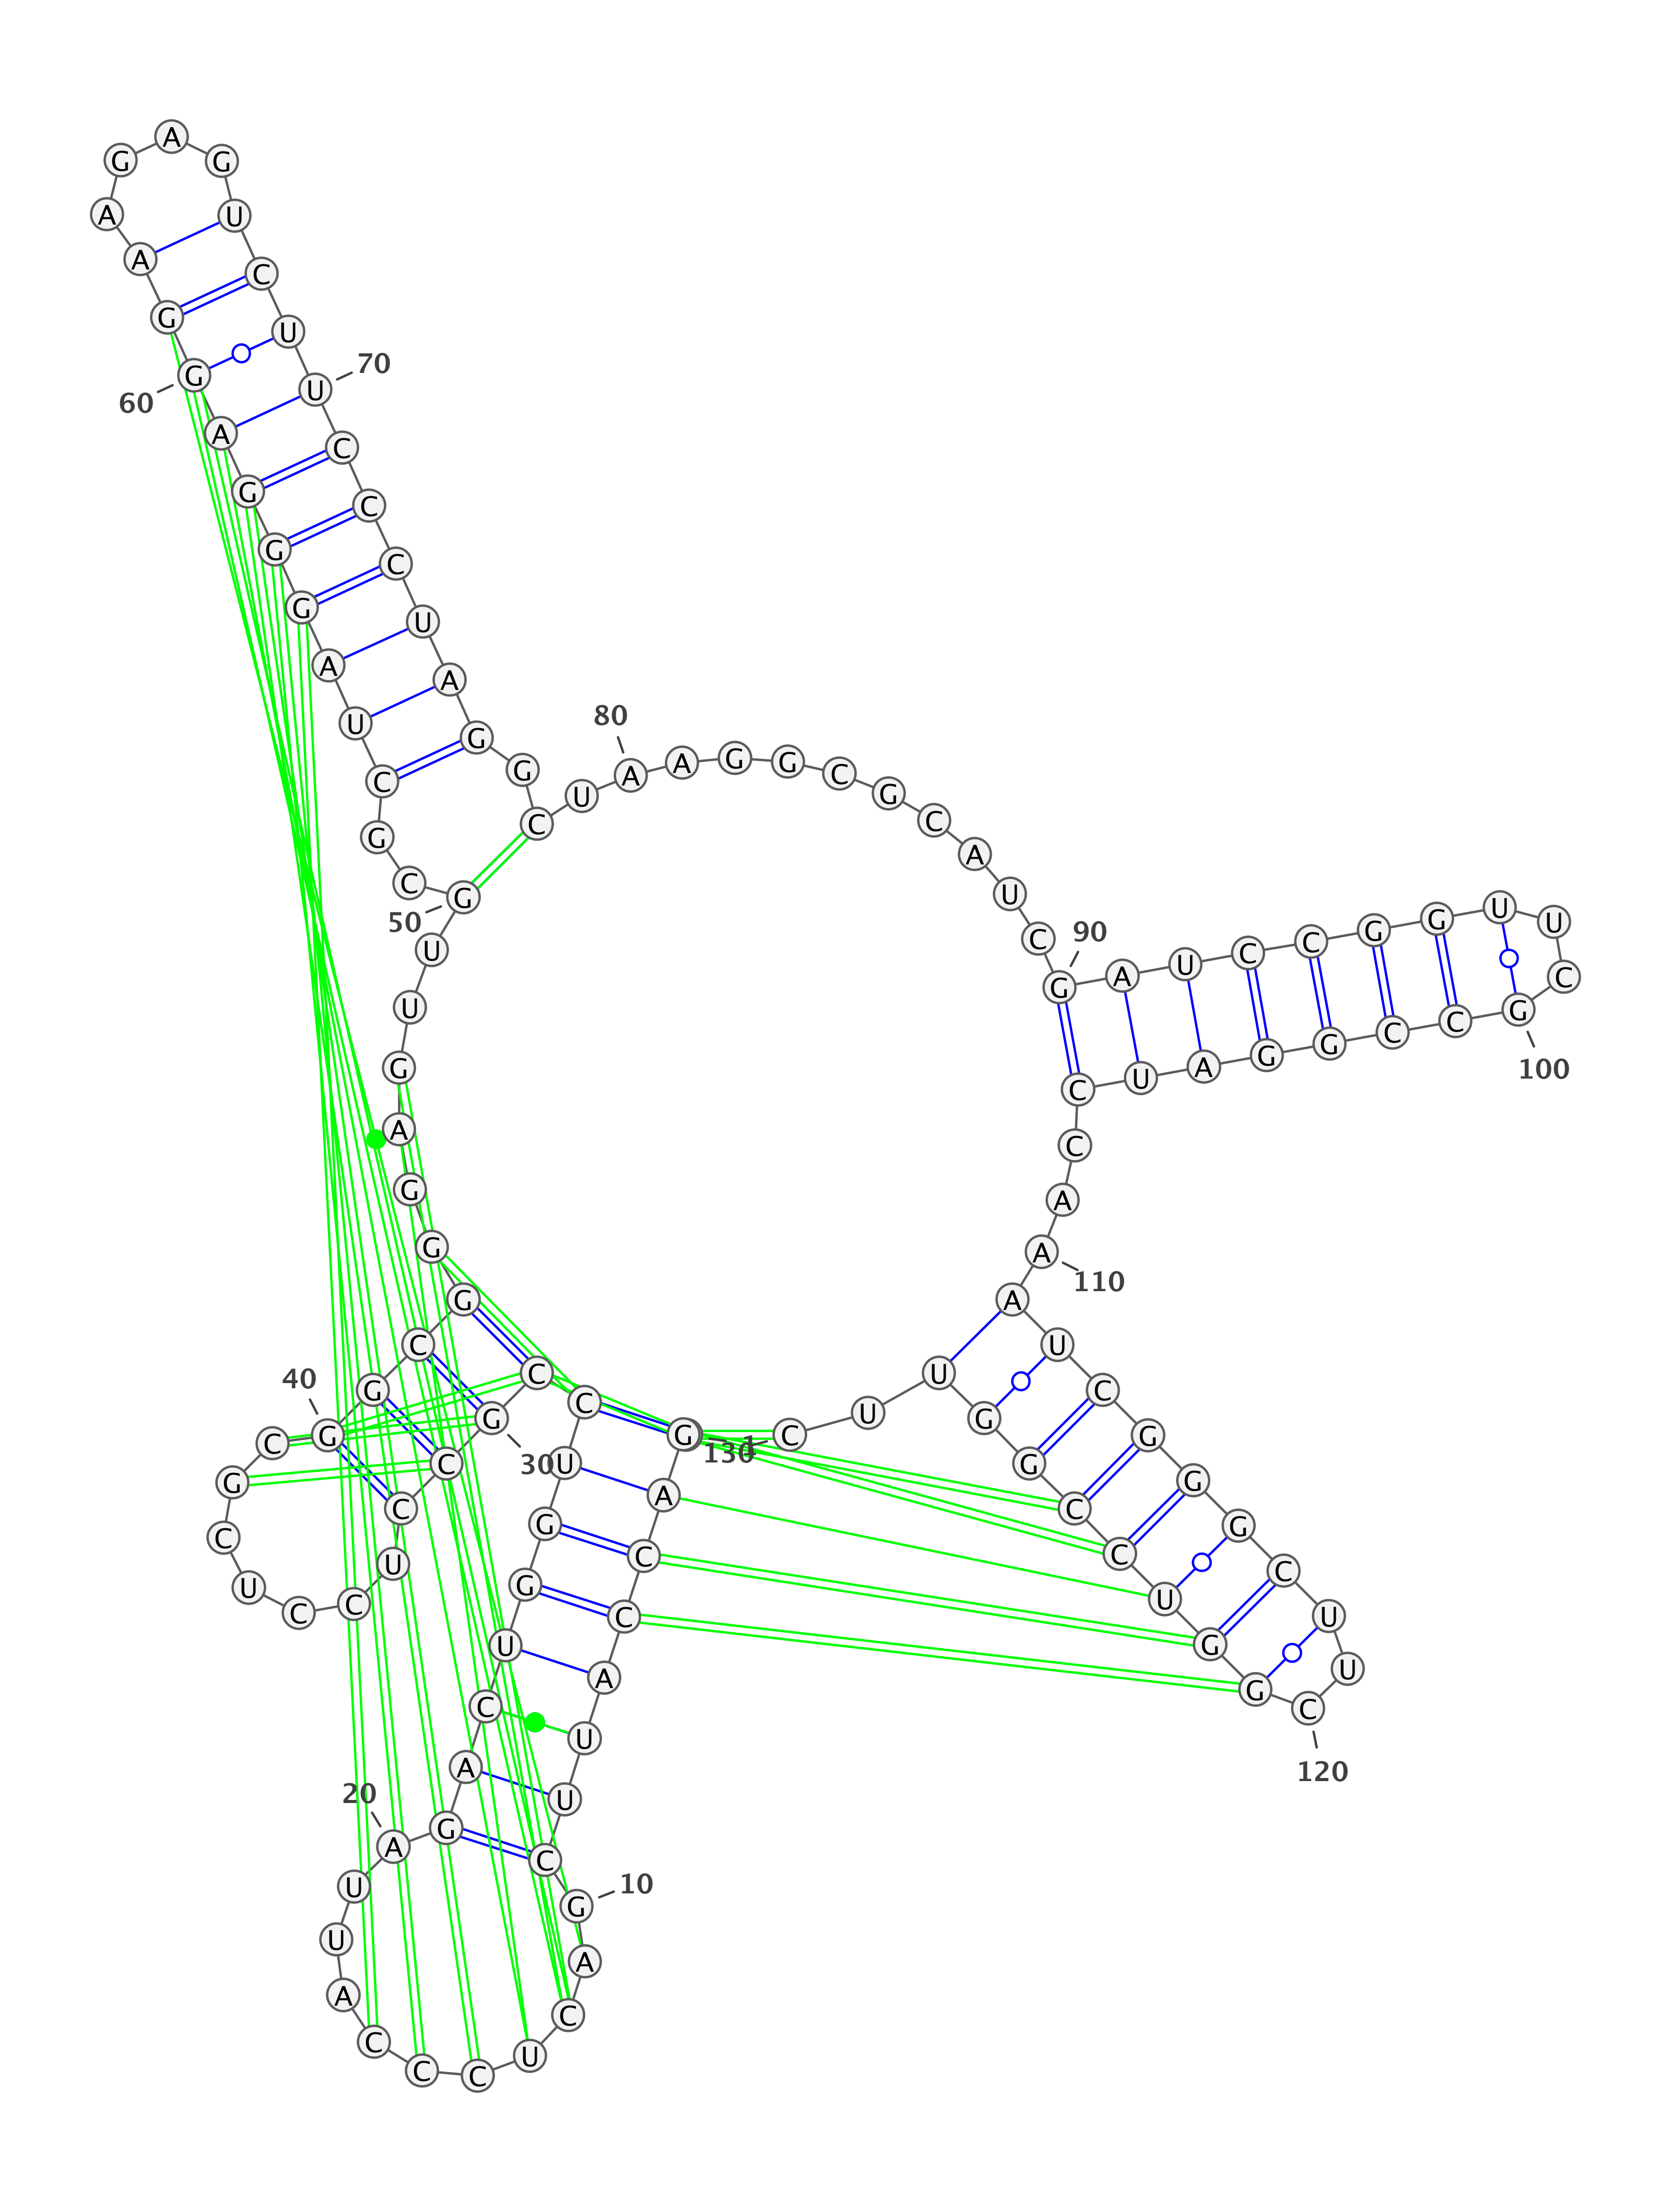 A
G G
A U
A C
G U
70
G U
60
A C
G C
G C
G U
A A
80
U G
G A A G G C
C U G C
G C A
C G U U U
50 U C G G
90 C C
U G A U C G
C C
G A U G G
100
A C
G C
G A
A
110
G A
C G U
40 G U C
G C C
C G G C G G
30 130 1
G C U G G
A
C G C C G
C U C C C
U G U C
C C U
U G U
A G
C C
U 120
20 A U
G
A U
10 C
U G
U A
A C
C U
C C